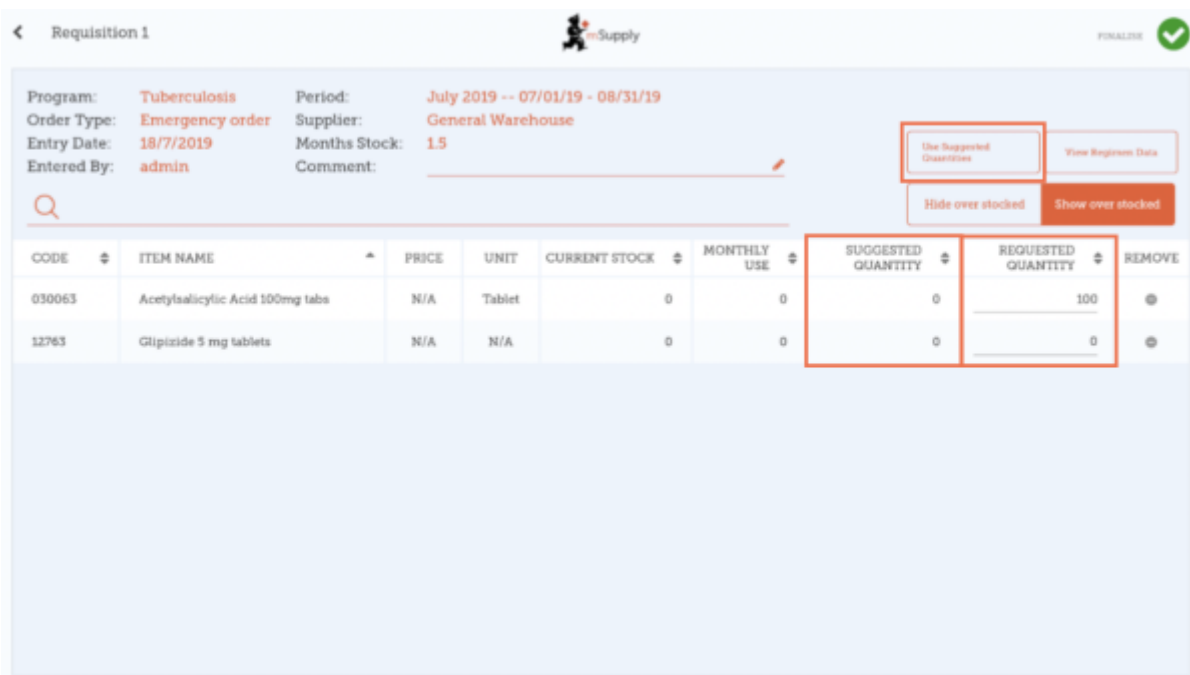 Requisition 1
mSupply
FINALISE
Program: Tuberculosis Period: July 2019 -- 07/01/19 - 08/31/19
Order Type: Emergency order Supplier: General Warehouse
Entry Date: 18/7/2019 Months Stock: 1.5
Entered By: admin Comment:
Use Suggested
Quantities
View Regimen Data
Hide over stocked Show over stocked
CODE ITEM NAME PRICE UNIT CURRENT STOCK MONTHLY USE SUGGESTED QUANTITY REQUESTED QUANTITY REMOVE
030063 Acetylsalicylic Acid 100mg tabs N/A Tablet 0 0 0 100
12763 Glipizide 5 mg tablets N/A N/A 0 0 0 0